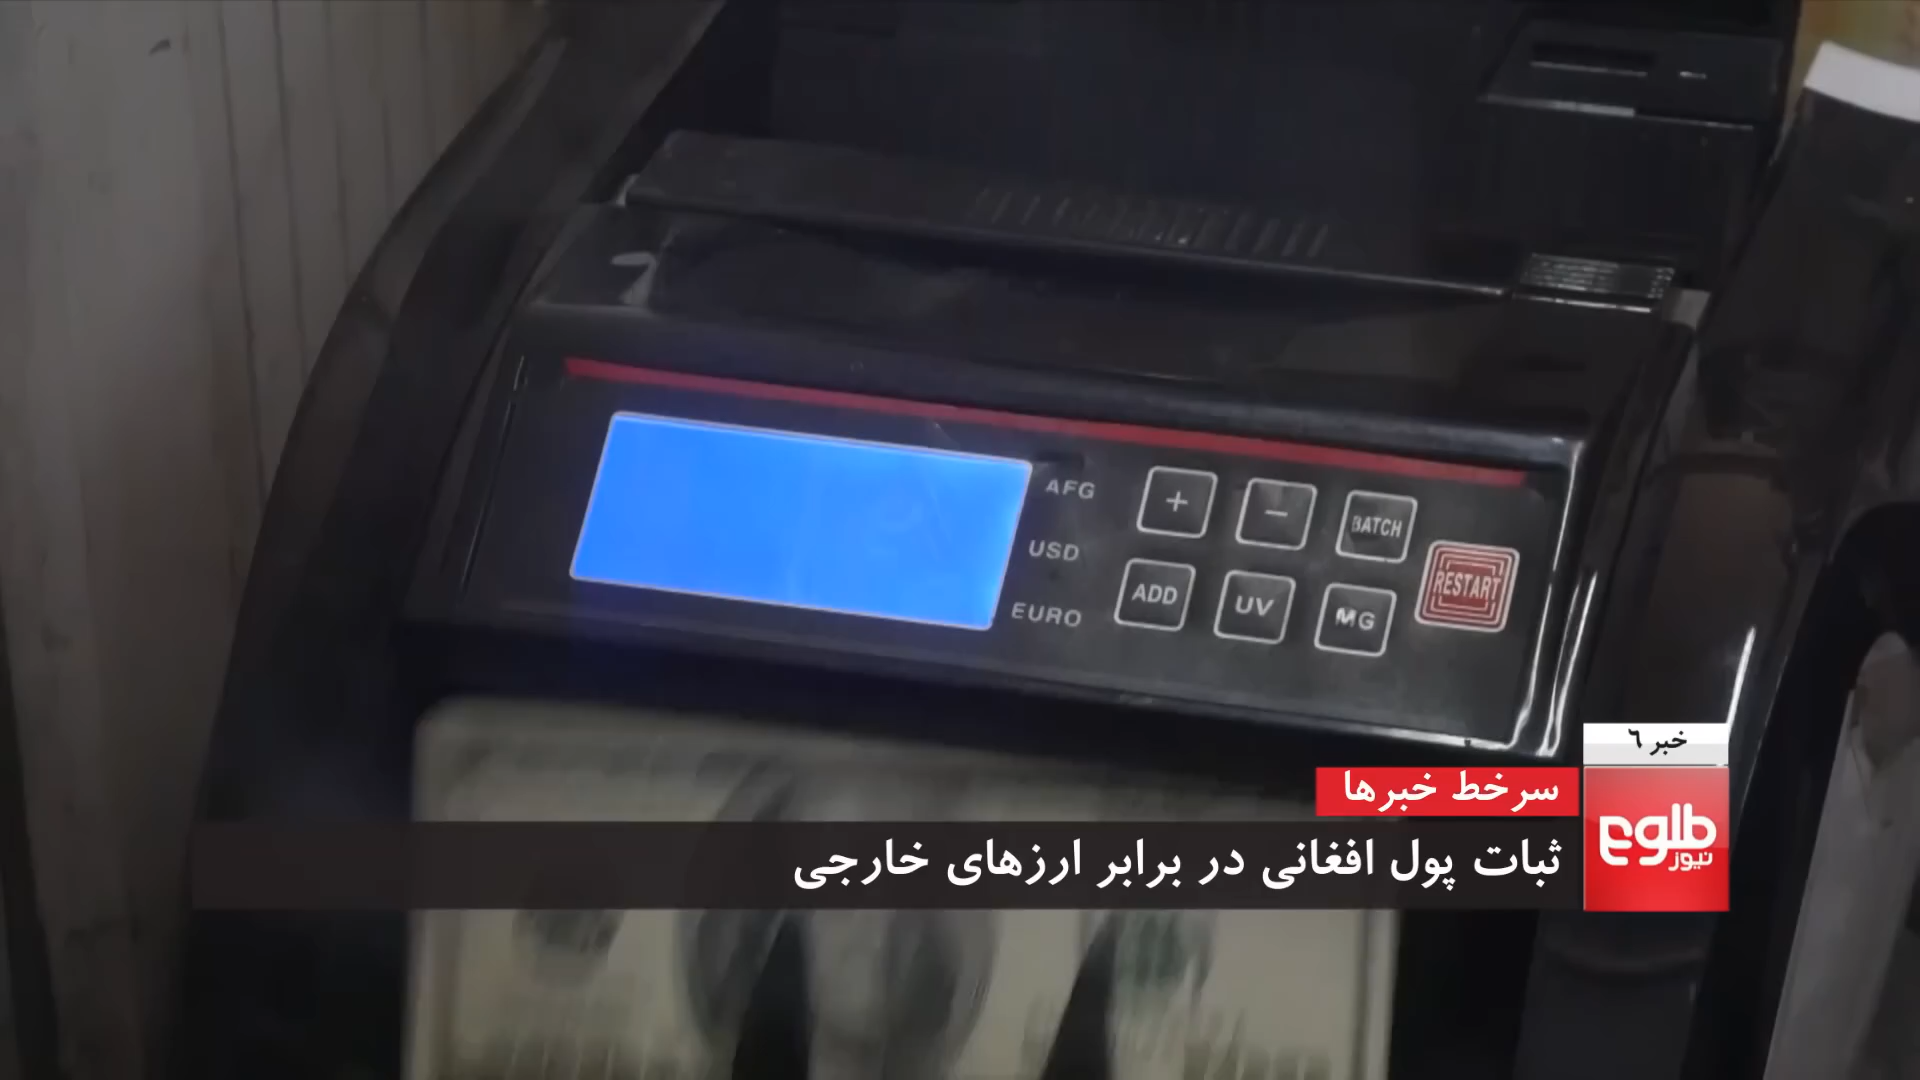 AFG
USD
EURO
+
−
BATCH
ADD
UV
MG
RESTART
خبر ٦
سرخط خبرها
طلوع
نیوز
ثبات پول افغانی در برابر ارزهای خارجی